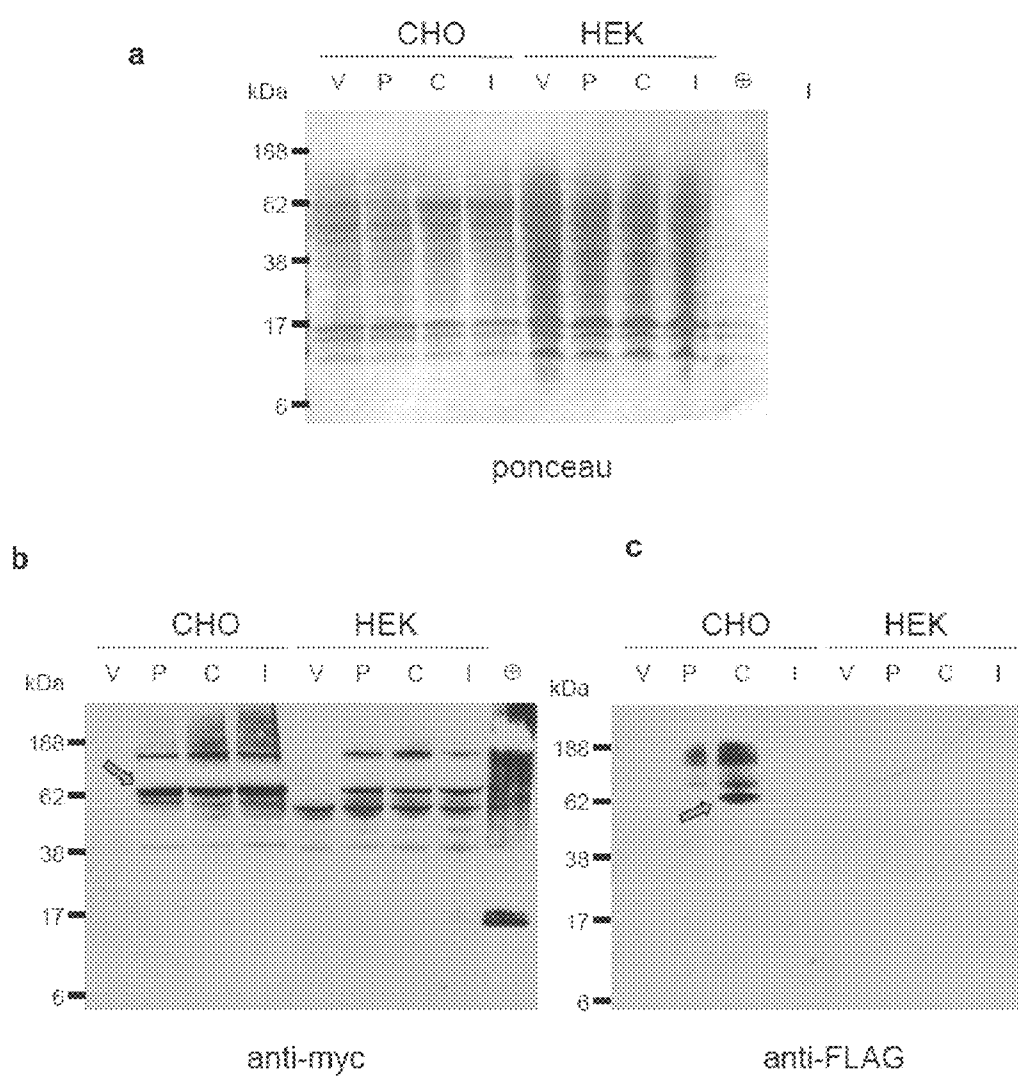 a
CHO HEK
kDa V P C I V P C I ⊕ I
188
62
38
17
6
ponceau
b
CHO HEK
kDa V P C I V P C I ⊕
188
62
38
17
6
anti-myc
c
CHO HEK
kDa V P C I V P C I
188
62
38
17
6
anti-FLAG